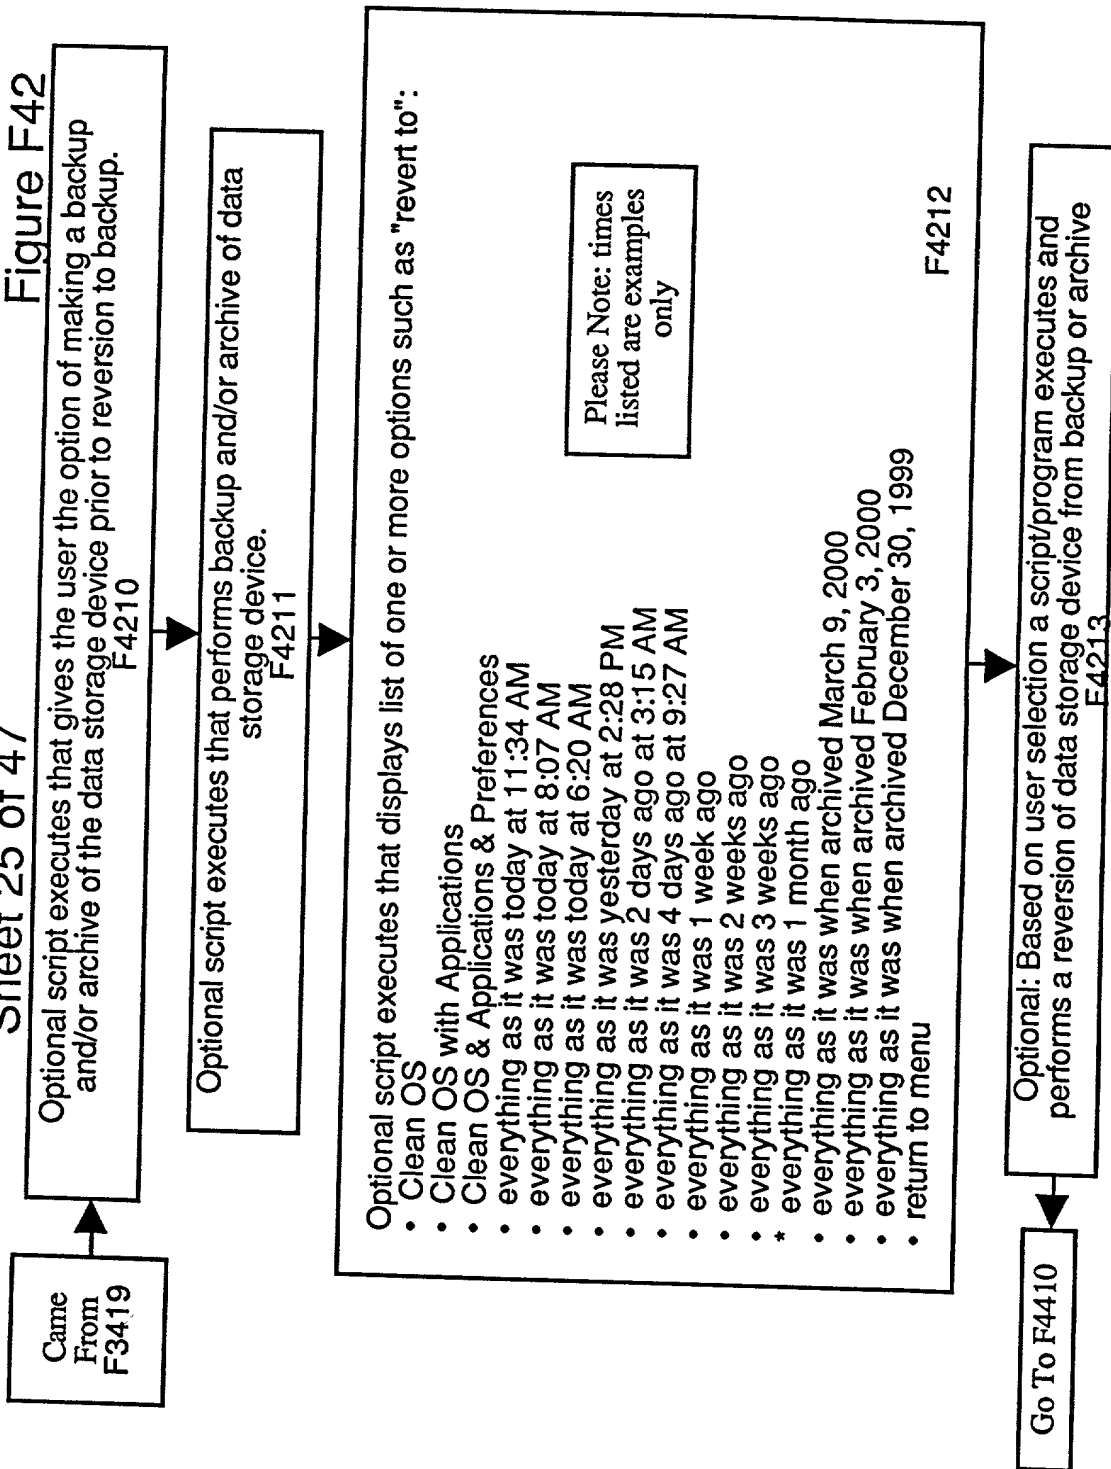 Sheet 25 of 47
Figure F42
Came
From
F3419
Optional script executes that gives the user the option of making a backup
and/or archive of the data storage device prior to reversion to backup.
F4210
Optional script executes that performs backup and/or archive of data
storage device.
F4211
Optional script executes that displays list of one or more options such as "revert to":
• Clean OS
• Clean OS with Applications
• Clean OS & Applications & Preferences
• everything as it was today at 11:34 AM
• everything as it was today at 8:07 AM
• everything as it was today at 6:20 AM
• everything as it was yesterday at 2:28 PM
• everything as it was 2 days ago at 3:15 AM
• everything as it was 4 days ago at 9:27 AM
• everything as it was 1 week ago
• everything as it was 2 weeks ago
• everything as it was 3 weeks ago
* everything as it was 1 month ago
• everything as it was when archived March 9, 2000
• everything as it was when archived February 3, 2000
• everything as it was when archived December 30, 1999
• return to menu
Please Note: times
listed are examples
only
F4212
Optional: Based on user selection a script/program executes and
performs a reversion of data storage device from backup or archive
F4213
Go To F4410